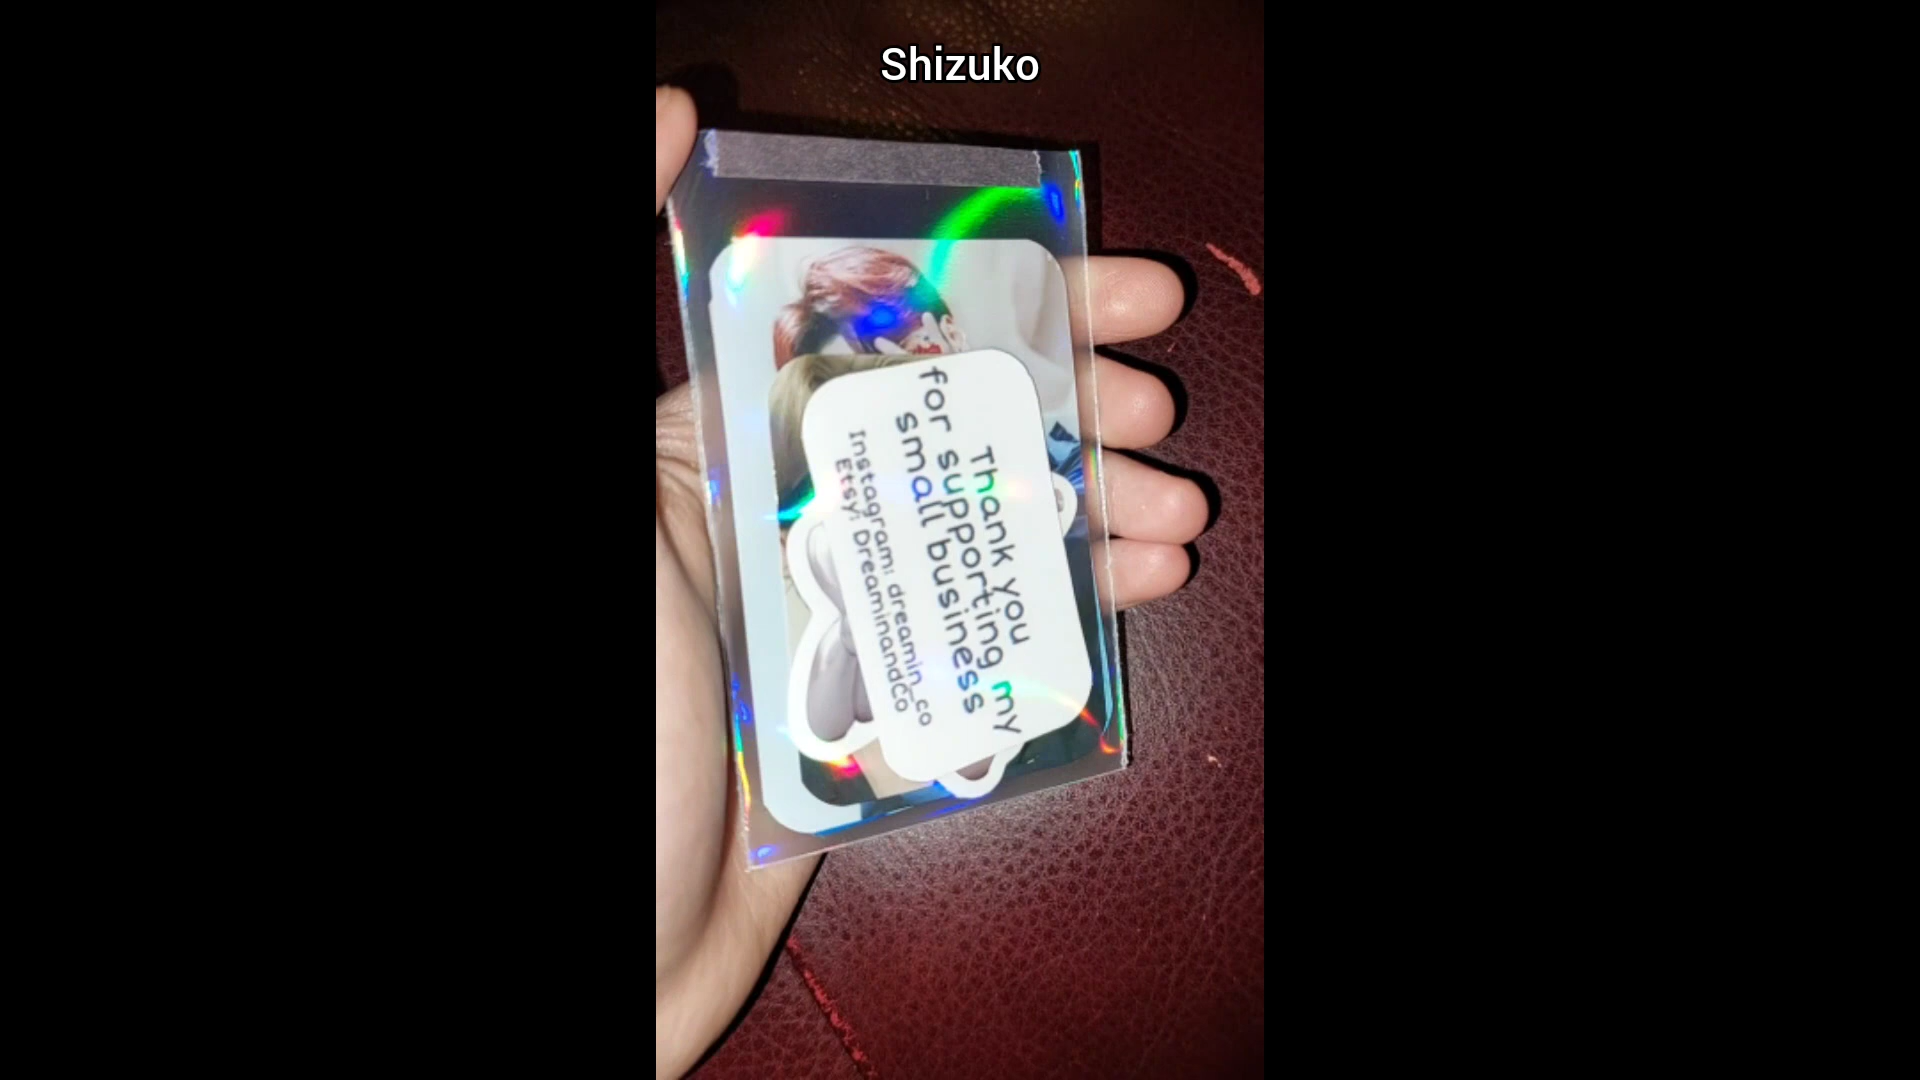 Shizuko
Thank you
for supporting my
small business
Instagram: dreamin_co
Etsy: DreaminandCo